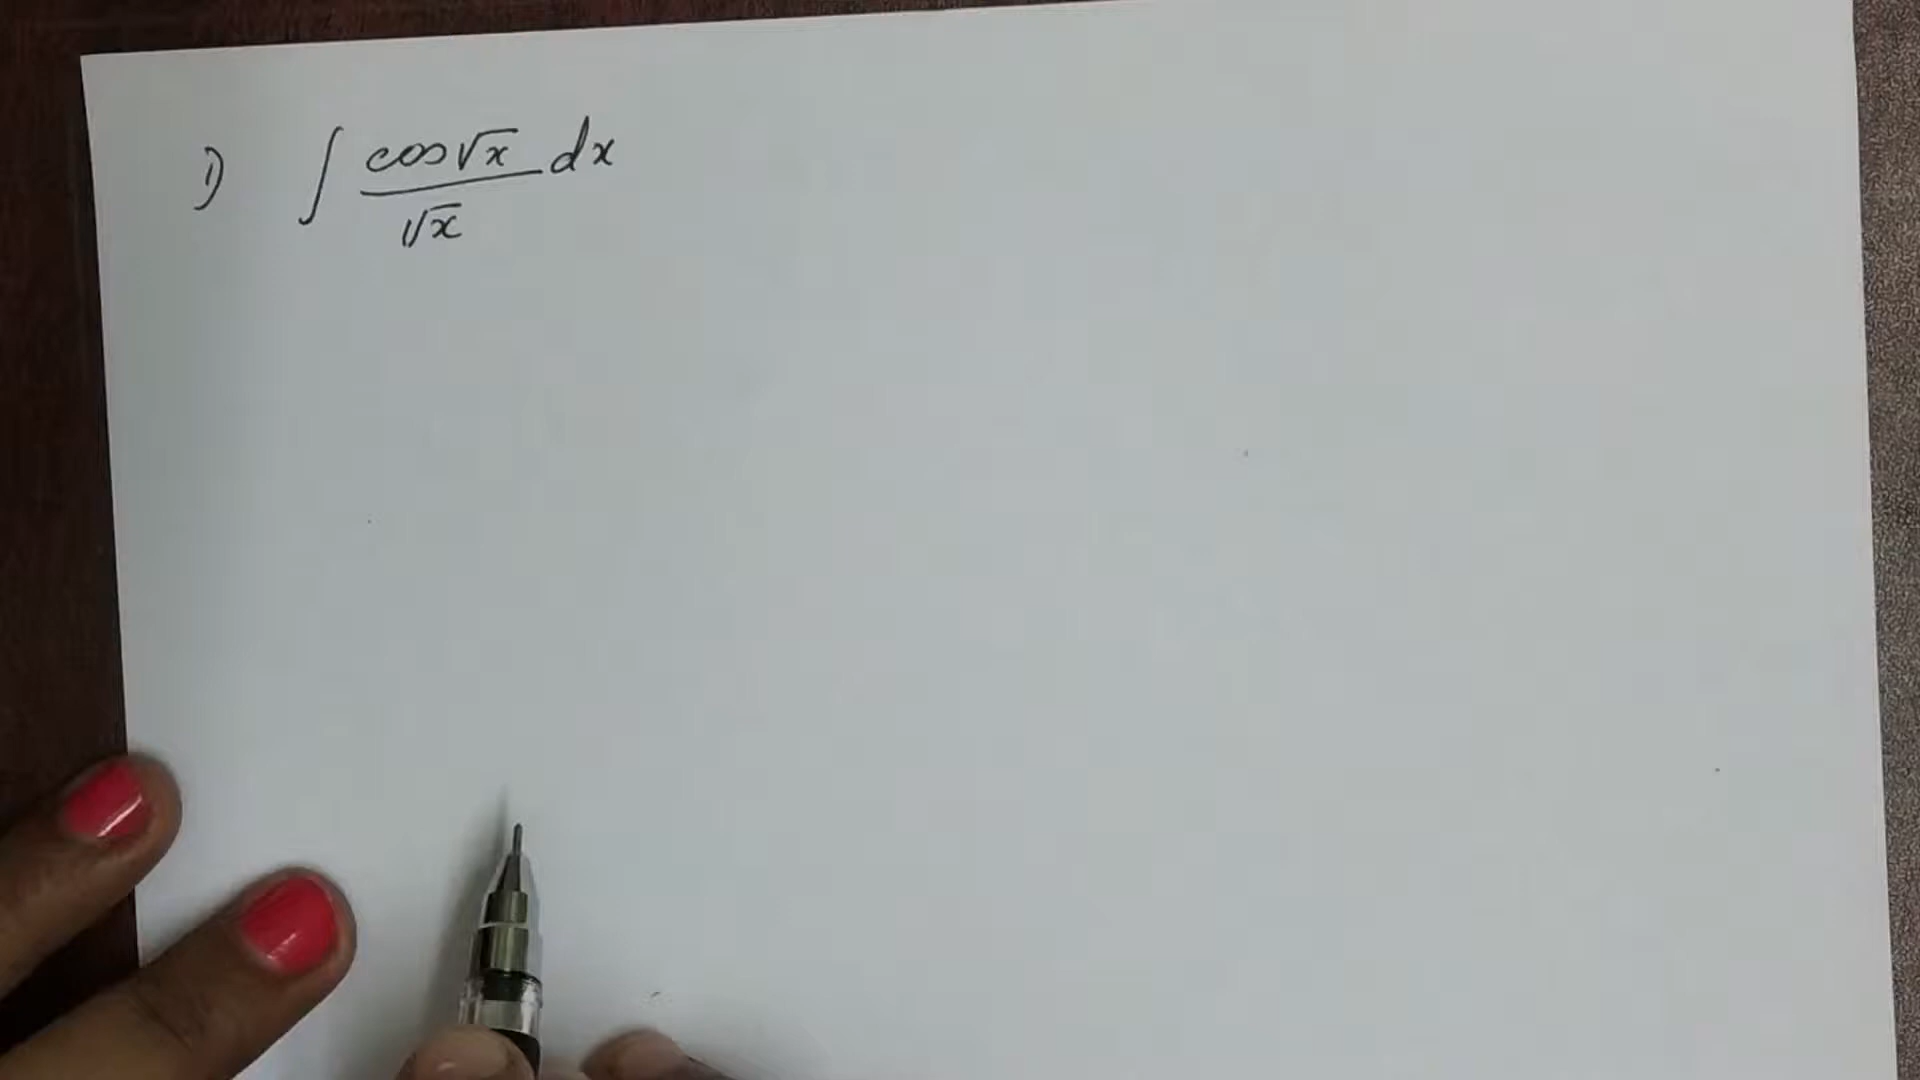 1) ∫ cos√x / √x dx